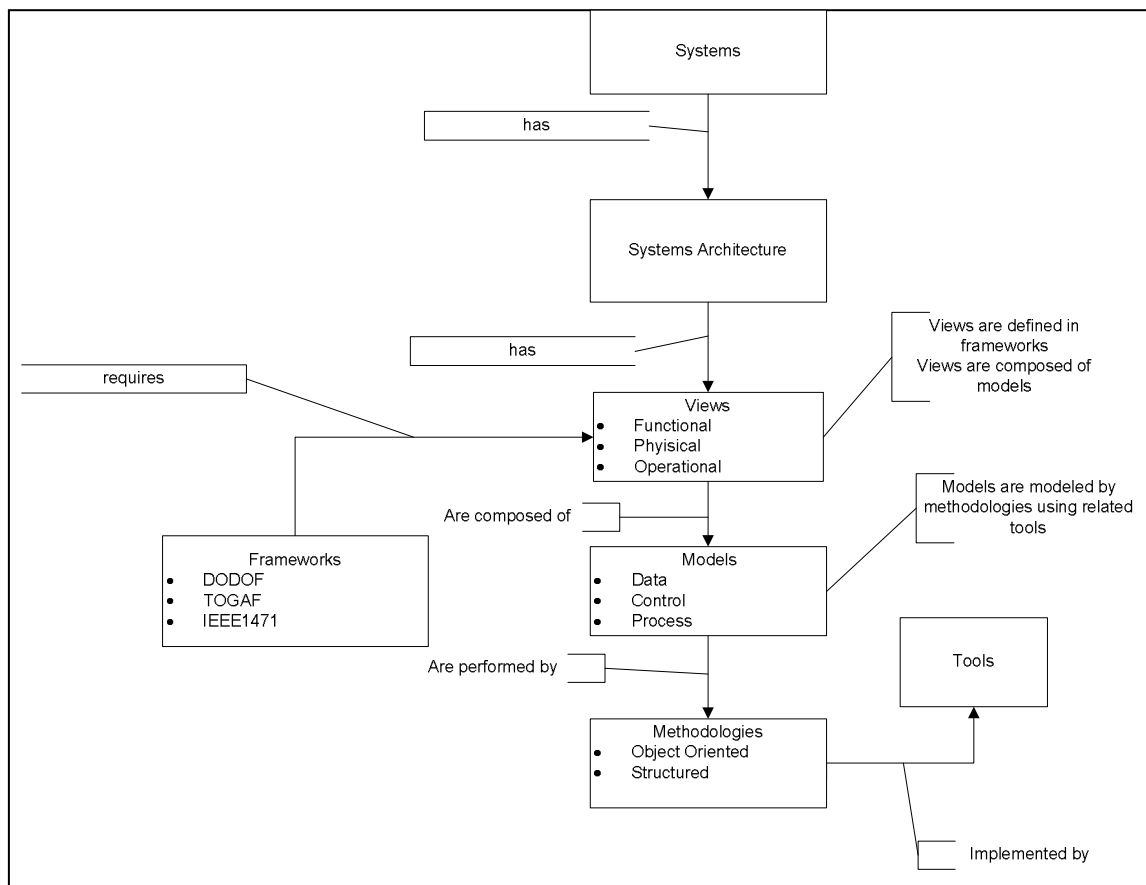 Systems
has
Systems Architecture
has
requires
Views are defined in
frameworks
Views are composed of
models
Views
• Functional
• Phyisical
• Operational
Are composed of
Models are modeled by
methodologies using related
tools
Frameworks
• DODOF
• TOGAF
• IEEE1471
Models
• Data
• Control
• Process
Are performed by
Tools
Methodologies
• Object Oriented
• Structured
Implemented by